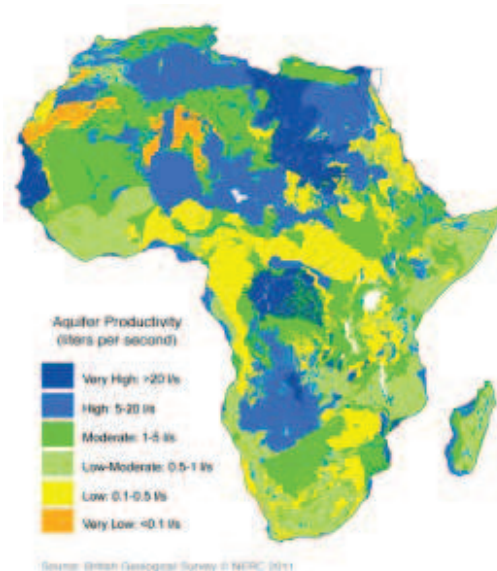 Aquifer Productivity
(liters per second)
Very High: >20 l/s
High: 5-20 l/s
Moderate: 1-5 l/s
Low-Moderate: 0.5-1 l/s
Low: 0.1-0.5 l/s
Very Low: <0.1 l/s
Source: British Geological Survey © NERC 2011